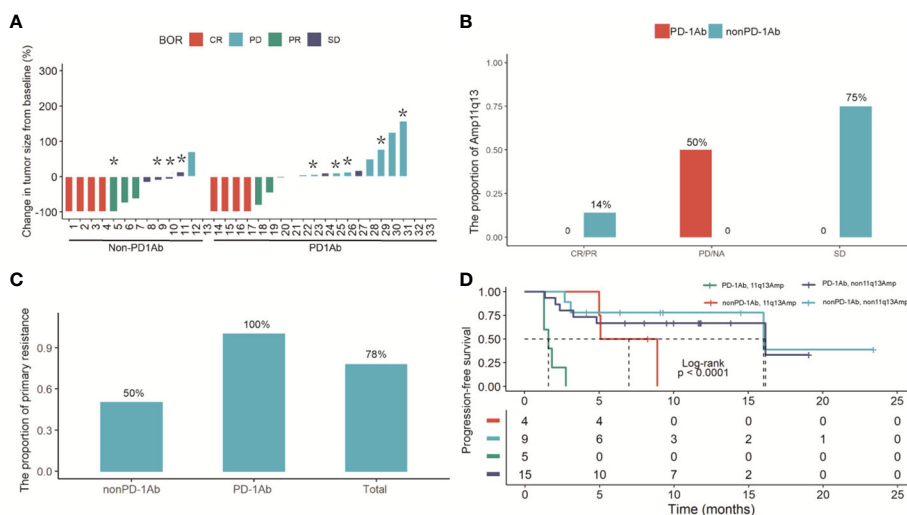 A
BOR CR PD PR SD
Change in tumor size from baseline (%)
300
200
100
0
-100
* * * * * * * *
1 2 3 4 5 6 7 8 9 10 11 12 13 14 15 16 17 18 19 20 21 22 23 24 25 26 27 28 29 30 31 32 33
Non-PD1Ab PD1Ab
B
PD-1Ab nonPD-1Ab
The proportion of Amp11q13
1.00
0.75
0.50
0.25
0.00
0 14% 50% 0 0 75%
CR/PR PD/NA SD
C
The proportion of primary resistance
0.9
0.6
0.3
0.0
50% 100% 78%
nonPD-1Ab PD-1Ab Total
D
PD-1Ab, 11q13Amp PD-1Ab, non11q13Amp
nonPD-1Ab, 11q13Amp nonPD-1Ab, non11q13Amp
Progression-free survival
1.00
0.75
0.50
0.25
0.00
Log-rank
p < 0.0001
0 5 10 15 20 25
4 4 0 0 0 0
9 6 3 2 1 0
5 0 0 0 0 0
15 10 7 2 0 0
0 5 10 15 20 25
Time (months)